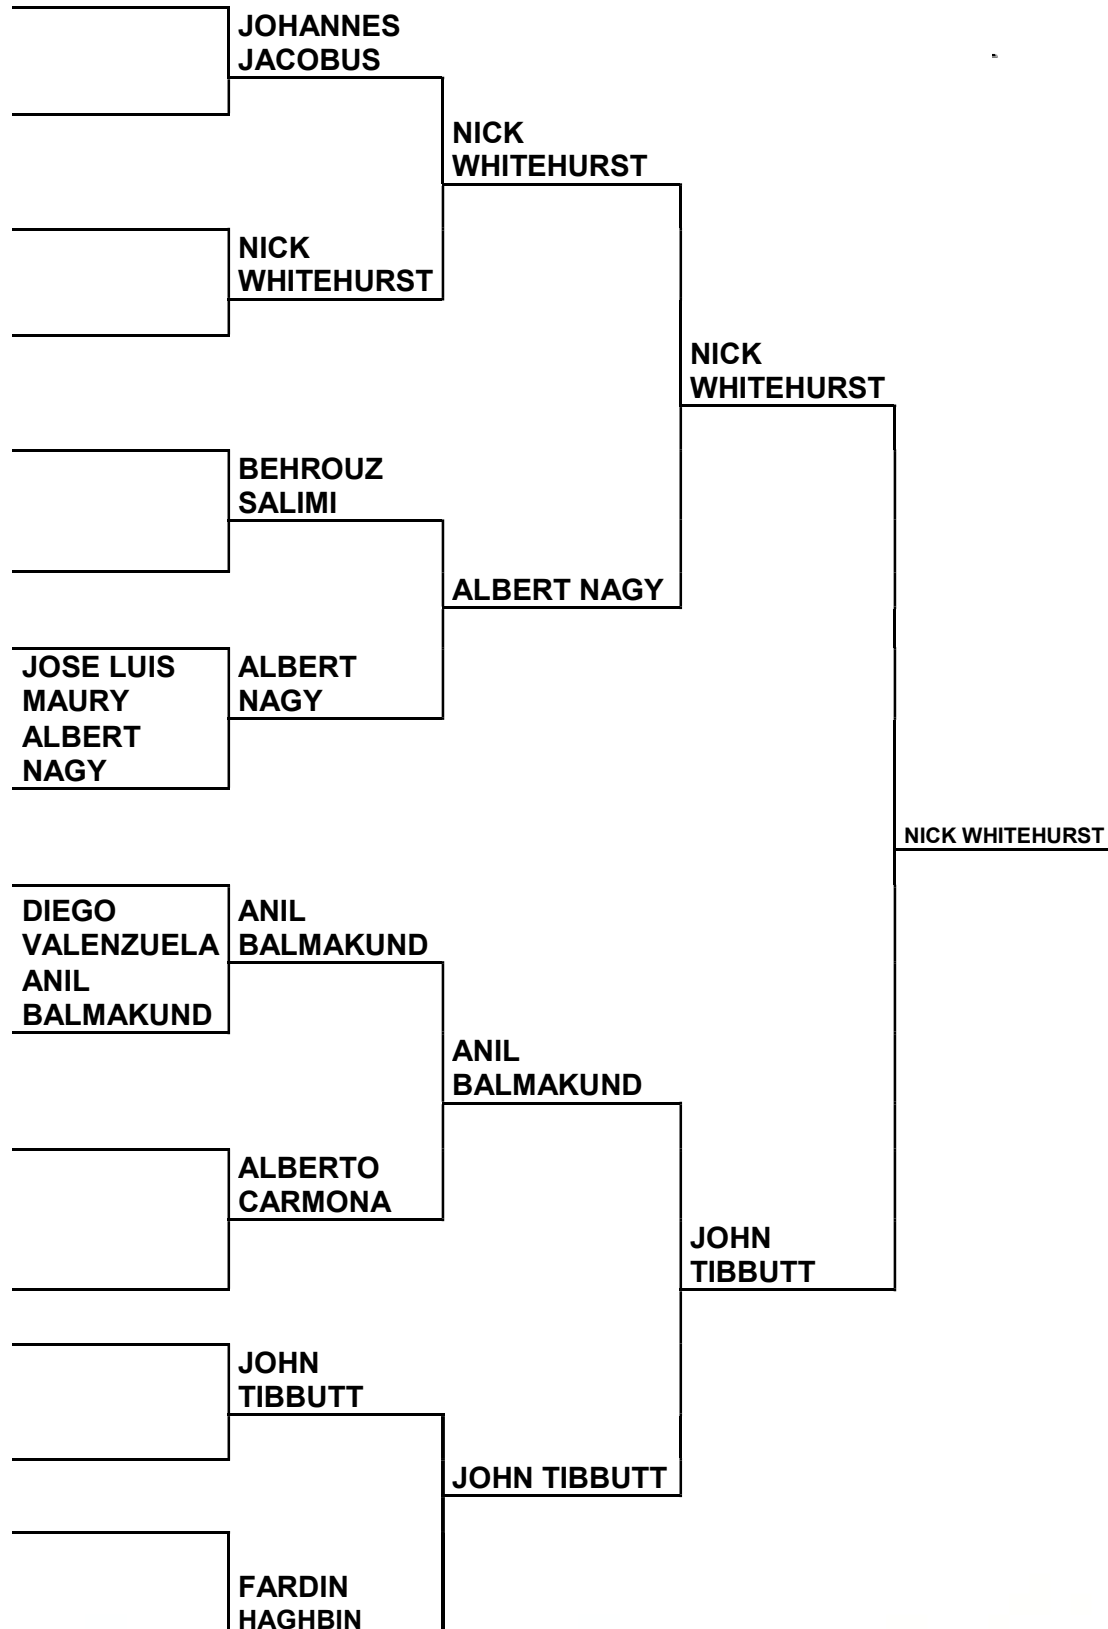 JOHANNES
JACOBUS
NICK
WHITEHURST
NICK
WHITEHURST
NICK
WHITEHURST
BEHROUZ
SALIMI
ALBERT NAGY
JOSE LUIS
MAURY
ALBERT
NAGY
ALBERT
NAGY
NICK WHITEHURST
DIEGO
VALENZUELA
ANIL
BALMAKUND
ANIL
BALMAKUND
ANIL
BALMAKUND
ALBERTO
CARMONA
JOHN
TIBBUTT
JOHN
TIBBUTT
JOHN TIBBUTT
FARDIN
HAGHBIN